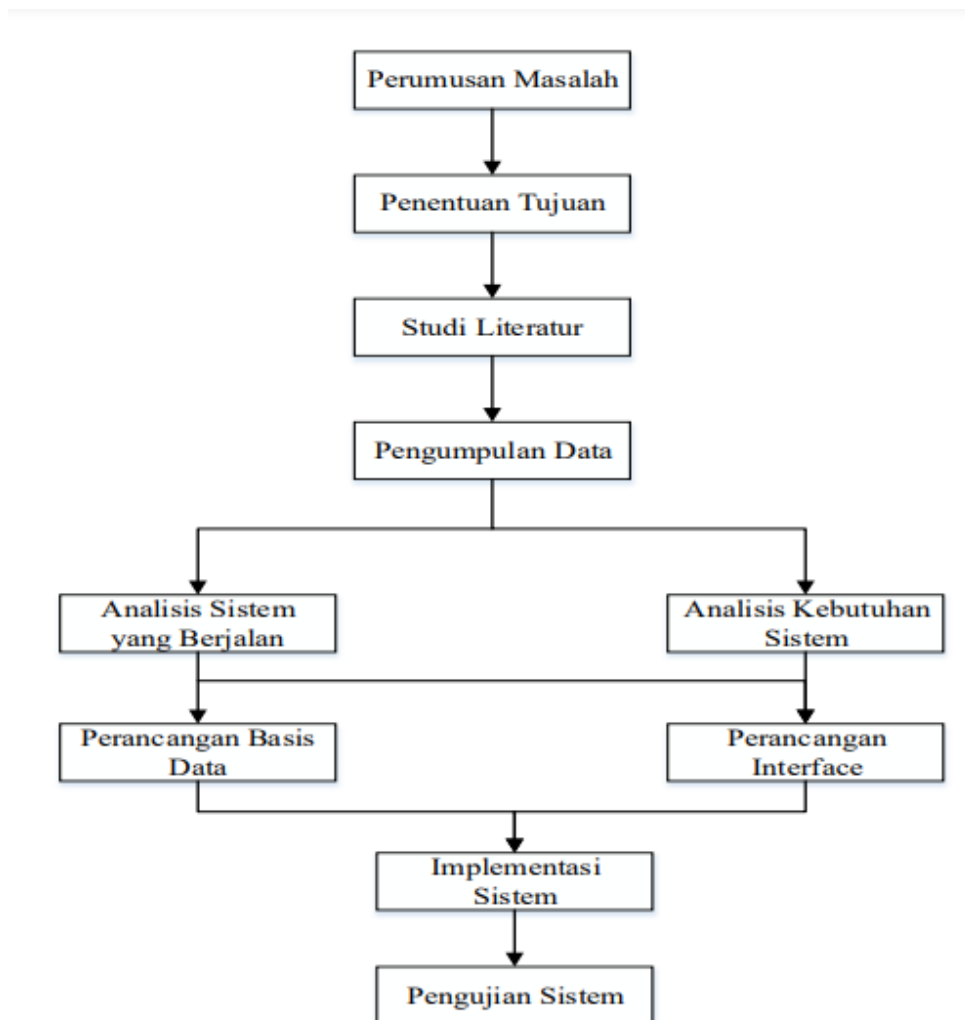 Perumusan Masalah
Penentuan Tujuan
Studi Literatur
Pengumpulan Data
Analisis Sistem
yang Berjalan
Analisis Kebutuhan
Sistem
Perancangan Basis
Data
Perancangan
Interface
Implementasi
Sistem
Pengujian Sistem